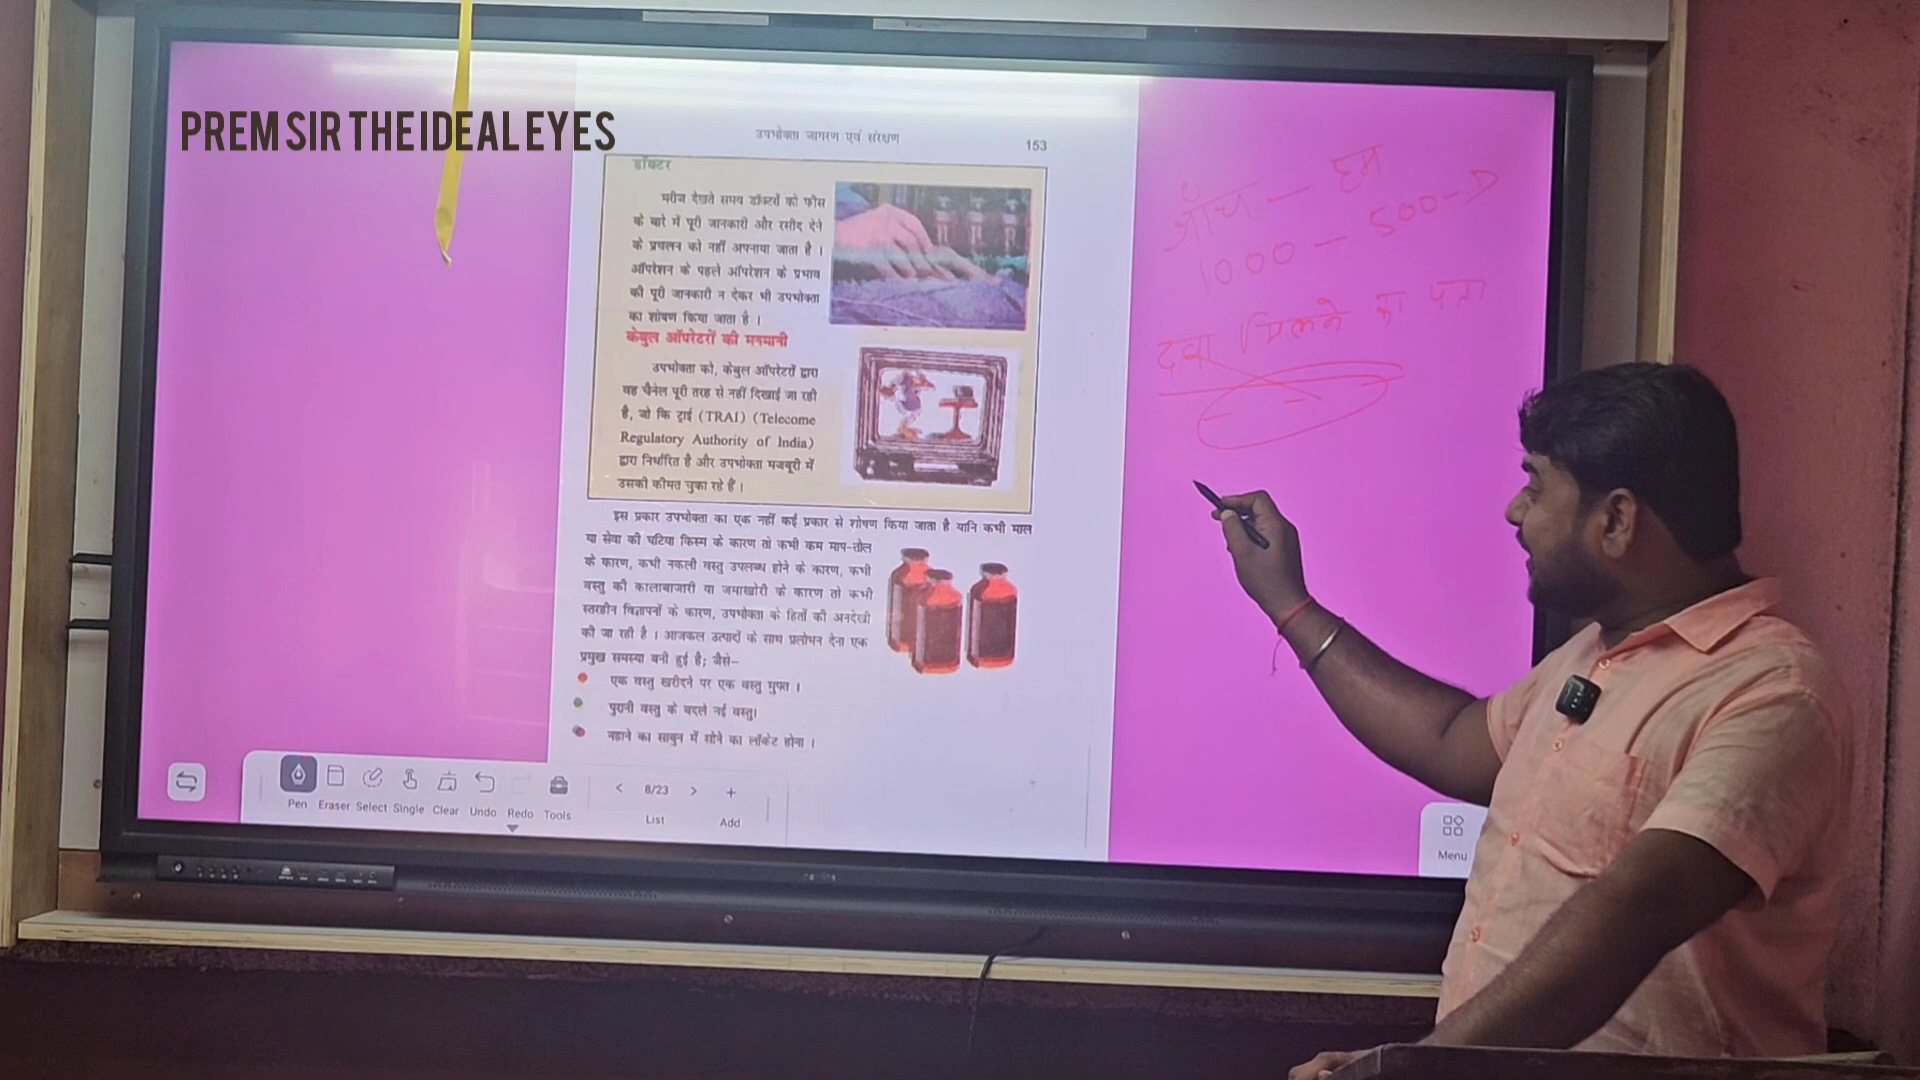 PREM SIR THE IDEAL EYES
उपभोक्ता जागरण एवं संरक्षण
153
डॉक्टर
मरीज देखते समय डॉक्टरों को फीस
के बारे में पूरी जानकारी और रसीद देने
के प्रचलन को नहीं अपनाया जाता है ।
ऑपरेशन के पहले ऑपरेशन के प्रभाव
की पूरी जानकारी न देकर भी उपभोक्ता
का शोषण किया जाता है ।
केबुल ऑपरेटरों की मनमानी
उपभोक्ता को, केबुल ऑपरेटरों द्वारा
वह चैनेल पूरी तरह से नहीं दिखाई जा रही
है, जो कि ट्राई (TRAI) (Telecome
Regulatory Authority of India)
द्वारा निर्धारित है और उपभोक्ता मजबूरी में
उसकी कीमत चुका रहे हैं ।
इस प्रकार उपभोक्ता का एक नहीं कई प्रकार से शोषण किया जाता है यानि कभी माल
या सेवा की घटिया किस्म के कारण तो कभी कम माप-तौल
के कारण, कभी नकली वस्तु उपलब्ध होने के कारण, कभी
वस्तु की कालाबाजारी या जमाखोरी के कारण तो कभी
स्तरहीन विज्ञापनों के कारण, उपभोक्ता के हितों की अनदेखी
की जा रही है । आजकल उत्पादों के साथ प्रलोभन देना एक
प्रमुख समस्या बनी हुई है; जैसे–
एक वस्तु खरीदने पर एक वस्तु मुफ्त ।
पुरानी वस्तु के बदले नई वस्तु।
नहाने का साबुन में सोने का लॉकेट होना ।
जाँच – हम
1000 – 500-D
दवा मिलने का पता
Pen Eraser Select Single Clear Undo Redo Tools
< 8/23 > +
List Add
Menu